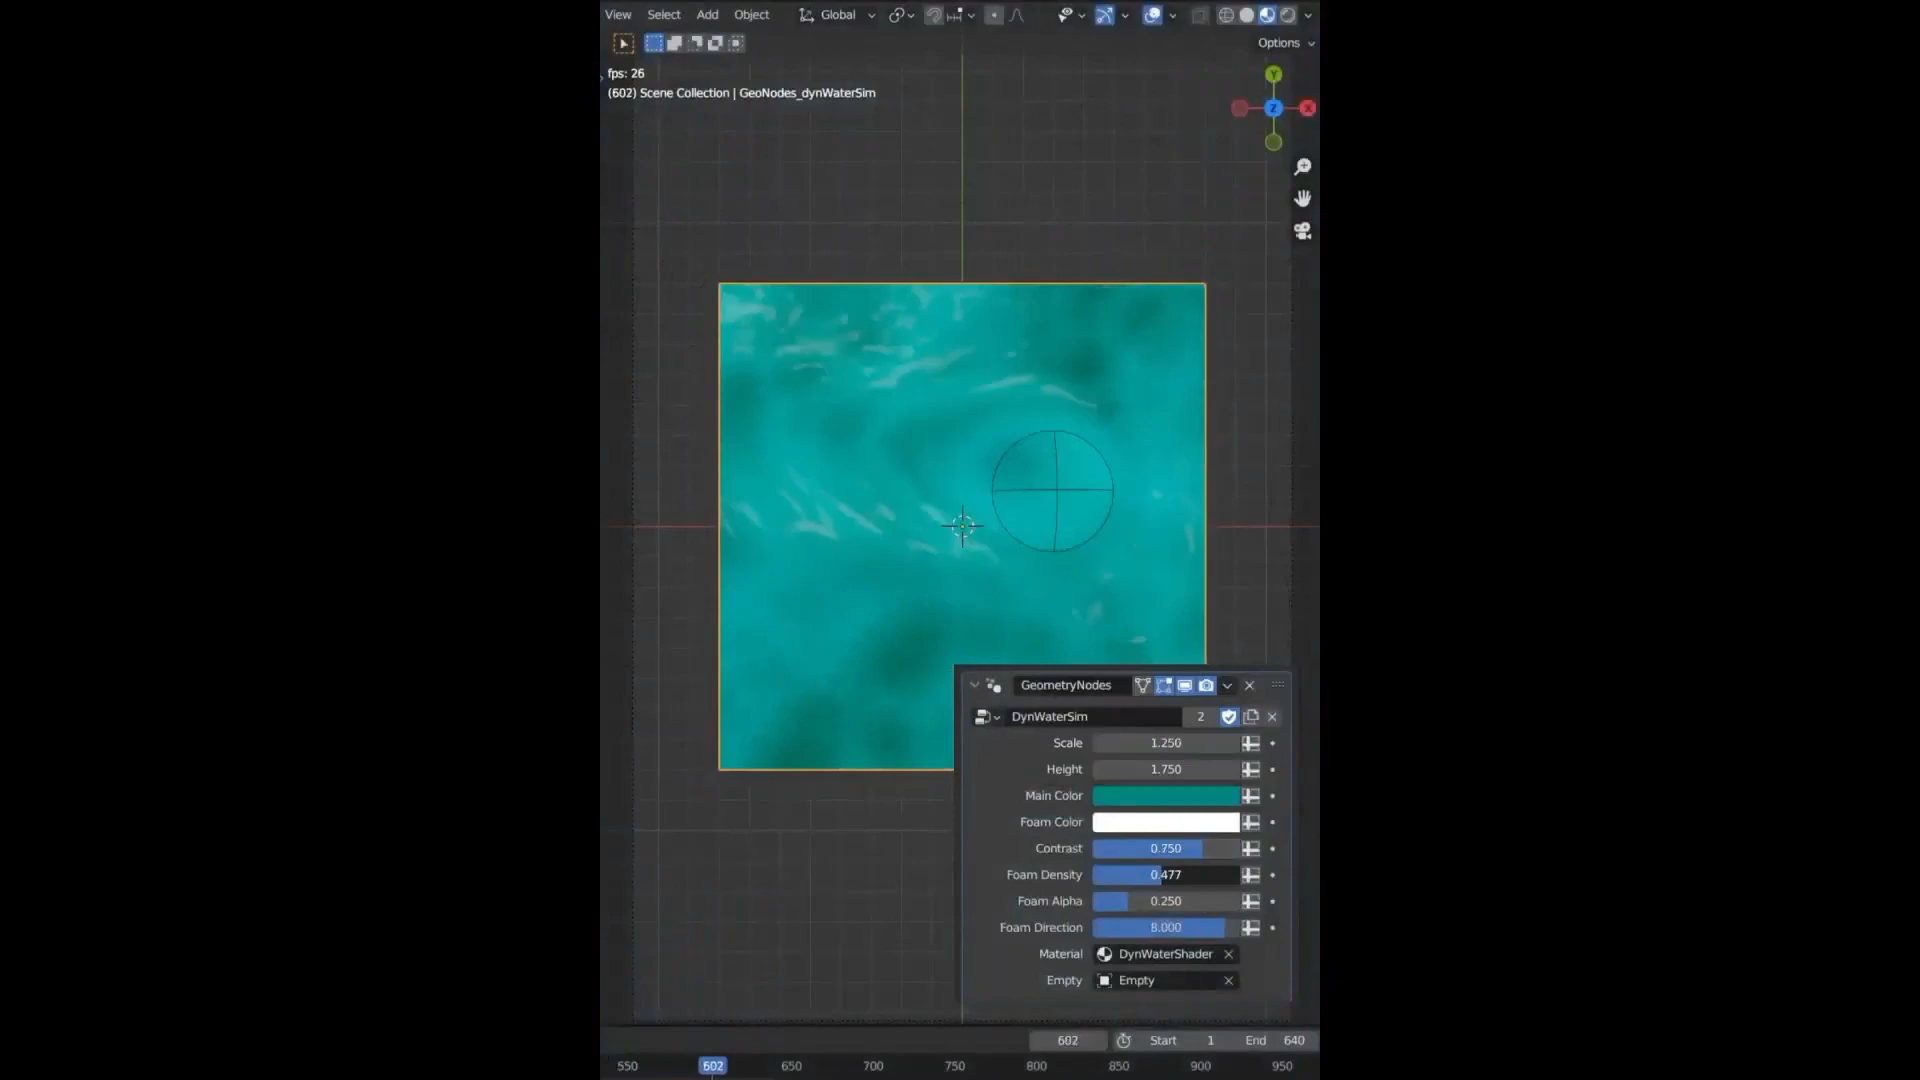 View Select Add Object Global
Options
fps: 26
(602) Scene Collection | GeoNodes_dynWaterSim
Y
Z X
GeometryNodes
DynWaterSim 2
Scale 1.250
Height 1.750
Main Color
Foam Color
Contrast 0.750
Foam Density 0.477
Foam Alpha 0.250
Foam Direction 8.000
Material DynWaterShader
Empty Empty
602 Start 1 End 640
550 602 650 700 750 800 850 900 950